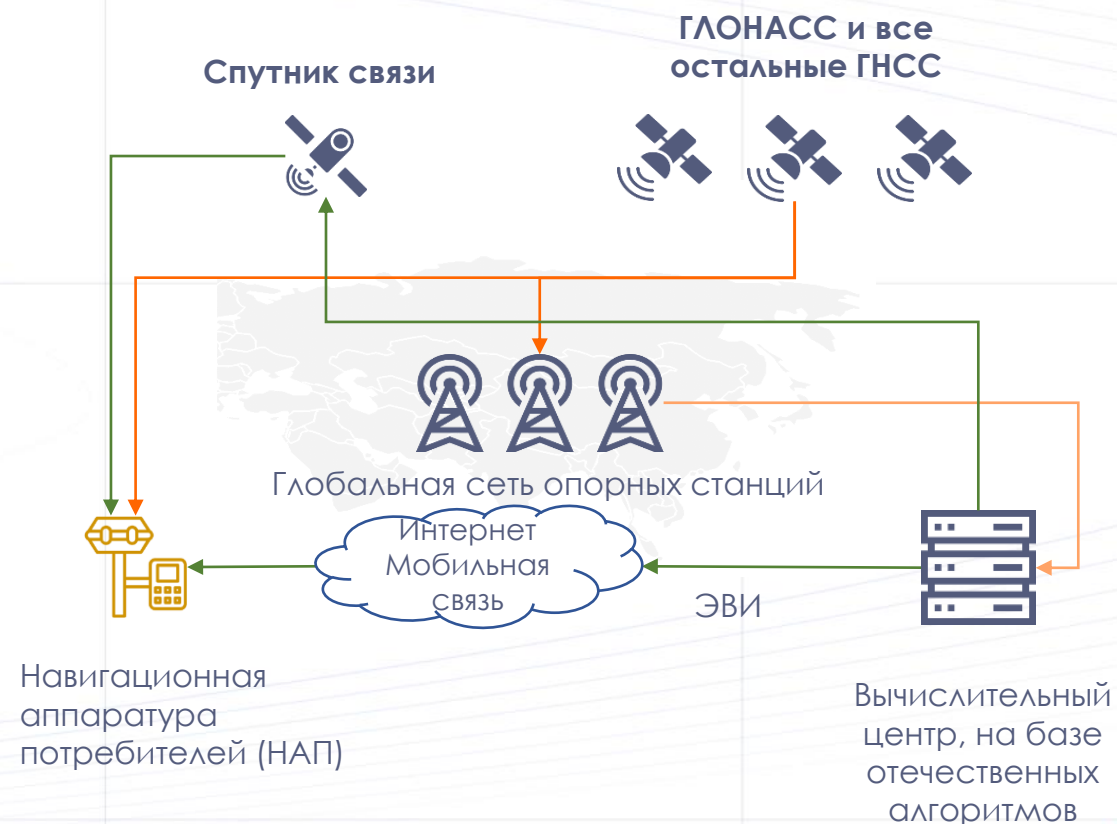 ГЛОНАСС и все
остальные ГНСС
Спутник связи
Глобальная сеть опорных станций
Интернет
Мобильная
связь
ЭВИ
Навигационная
аппаратура
потребителей (НАП)
Вычислительный
центр, на базе
отечественных
алгоритмов